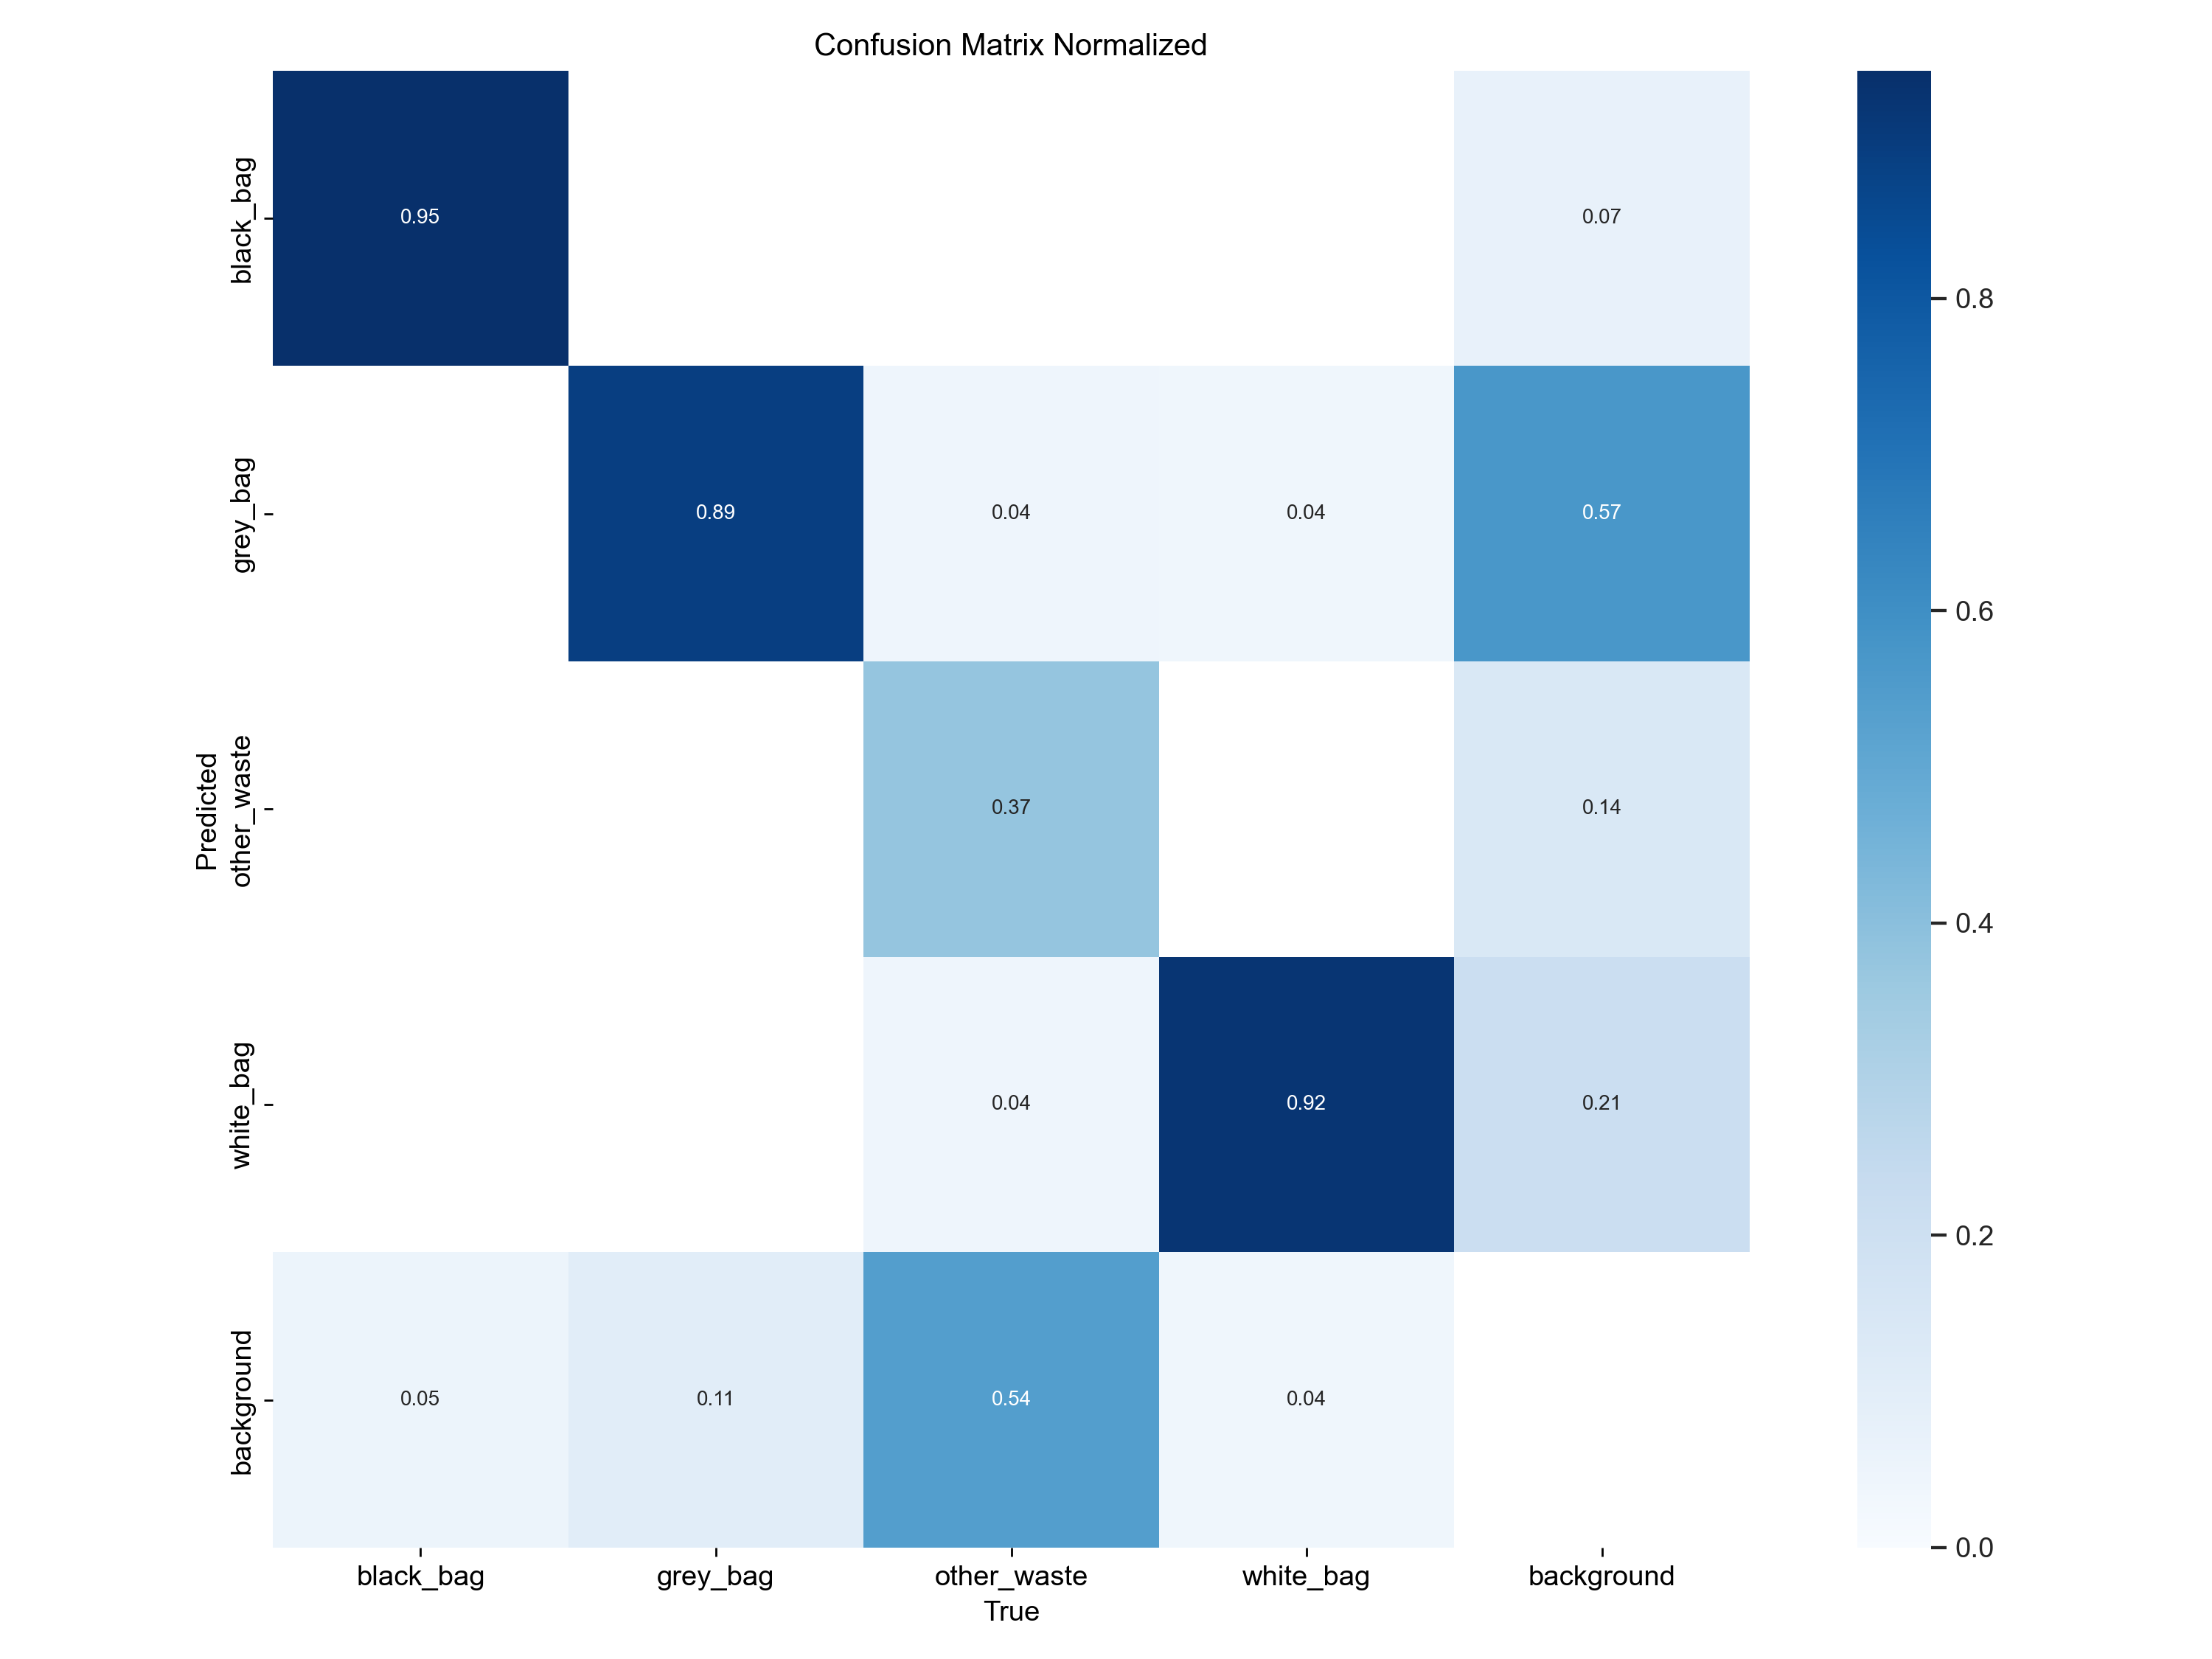 Confusion Matrix Normalized
black_bag
0.95
0.07
0.8
grey_bag
0.89
0.04
0.04
0.57
0.6
Predicted
other_waste
0.37
0.14
0.4
white_bag
0.04
0.92
0.21
0.2
background
0.05
0.11
0.54
0.04
0.0
black_bag
grey_bag
other_waste
white_bag
background
True